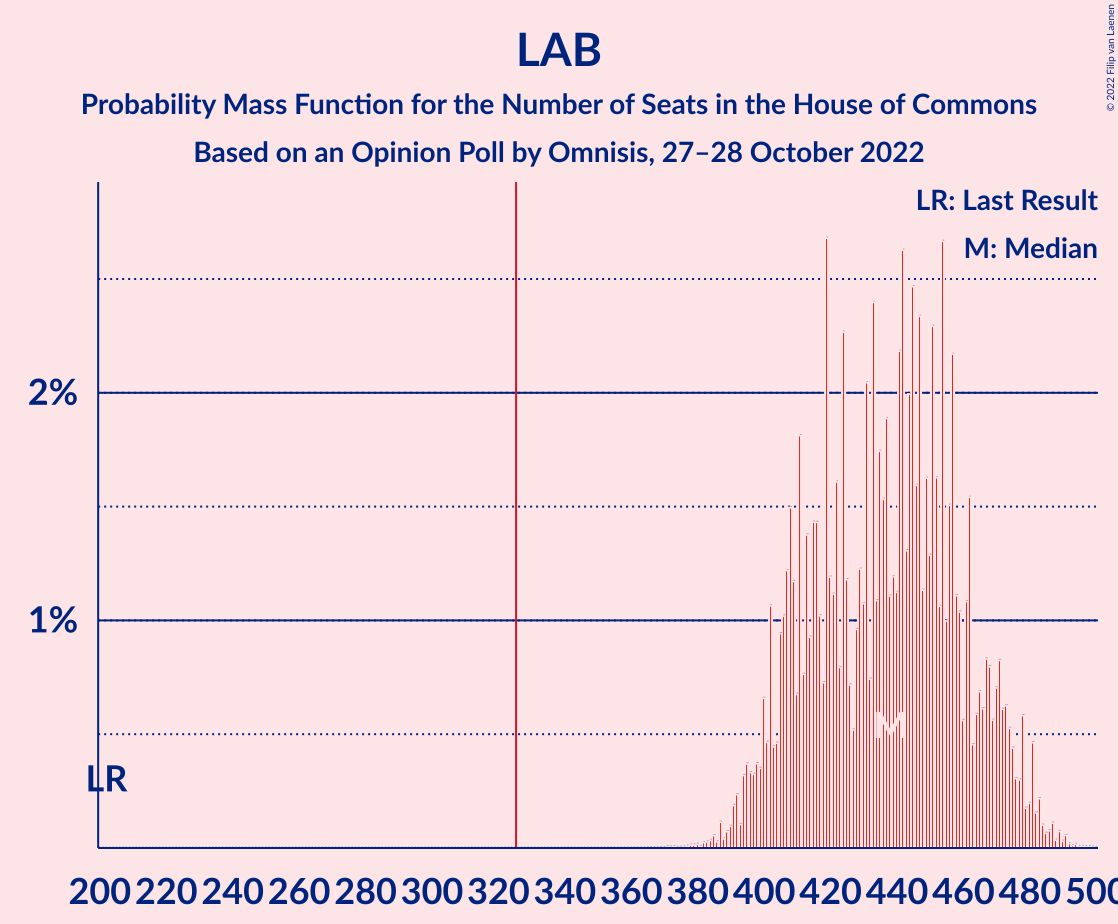 LAB
Probability Mass Function for the Number of Seats in the House of Commons
Based on an Opinion Poll by Omnisis, 27–28 October 2022
© 2022 Filip van Laenen
LR: Last Result
M: Median
2%
1%
LR
M
200 220 240 260 280 300 320 340 360 380 400 420 440 460 480 500